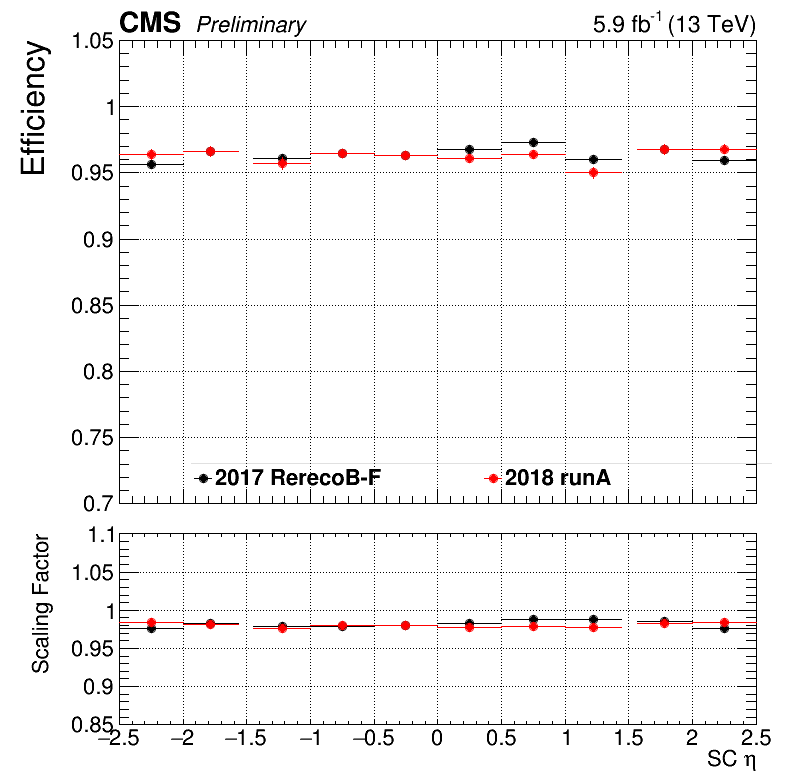 CMS Preliminary 5.9 fb⁻¹ (13 TeV)
Efficiency
1.05
1
0.95
0.9
0.85
0.8
0.75
0.7
2017 RerecoB-F 2018 runA
Scaling Factor
1.1
1.05
1
0.95
0.9
0.85
−2.5 −2 −1.5 −1 −0.5 0 0.5 1 1.5 2 2.5
SC η